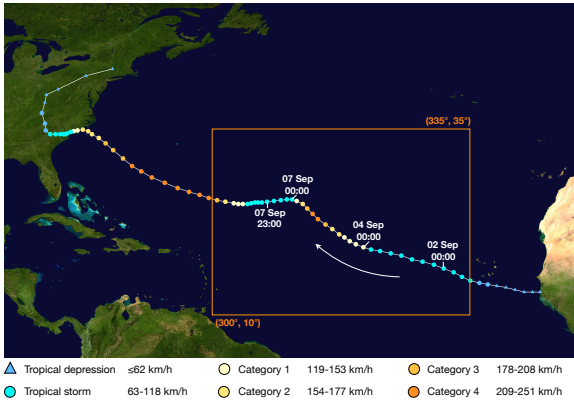 (335°, 35°)
07 Sep
00:00
07 Sep
23:00
04 Sep
00:00
02 Sep
00:00
(300°, 10°)
Tropical depression ≤62 km/h Category 1 119-153 km/h Category 3 178-208 km/h
Tropical storm 63-118 km/h Category 2 154-177 km/h Category 4 209-251 km/h